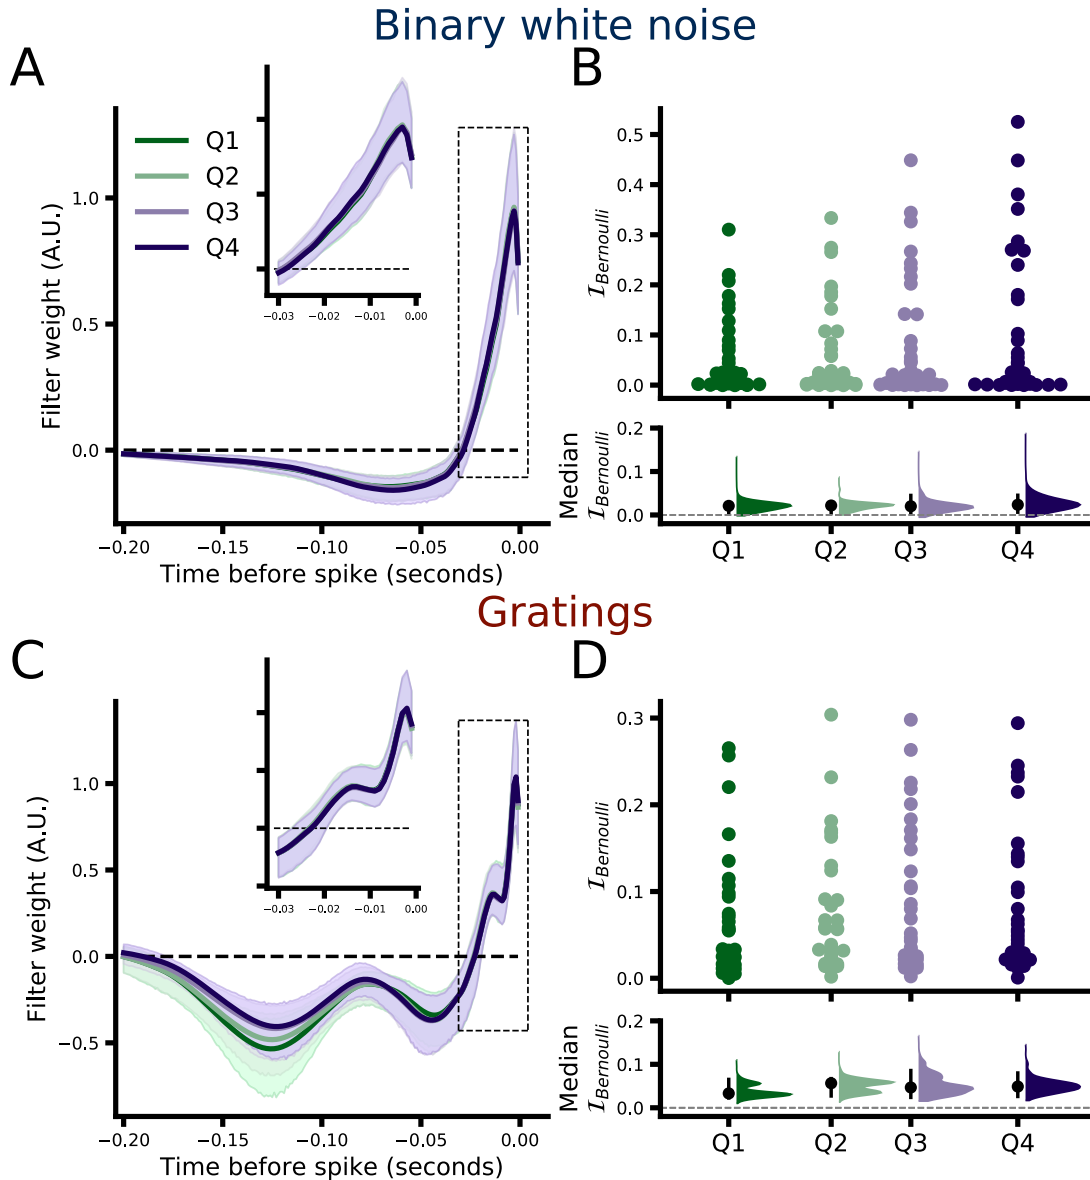 Binary white noise
A
Q1
Q2
Q3
Q4
Filter weight (A.U.)
1.0
0.5
0.0
−0.03 −0.02 −0.01 0.00
−0.20 −0.15 −0.10 −0.05 0.00
Time before spike (seconds)
B
ℐBernoulli
0.5
0.4
0.3
0.2
0.1
0.0
Median
ℐBernoulli
0.2
0.1
0.0
Q1 Q2 Q3 Q4
Gratings
C
Filter weight (A.U.)
1.0
0.5
0.0
−0.5
−0.03 −0.02 −0.01 0.00
−0.20 −0.15 −0.10 −0.05 0.00
Time before spike (seconds)
D
ℐBernoulli
0.3
0.2
0.1
0.0
Median
ℐBernoulli
0.2
0.1
0.0
Q1 Q2 Q3 Q4